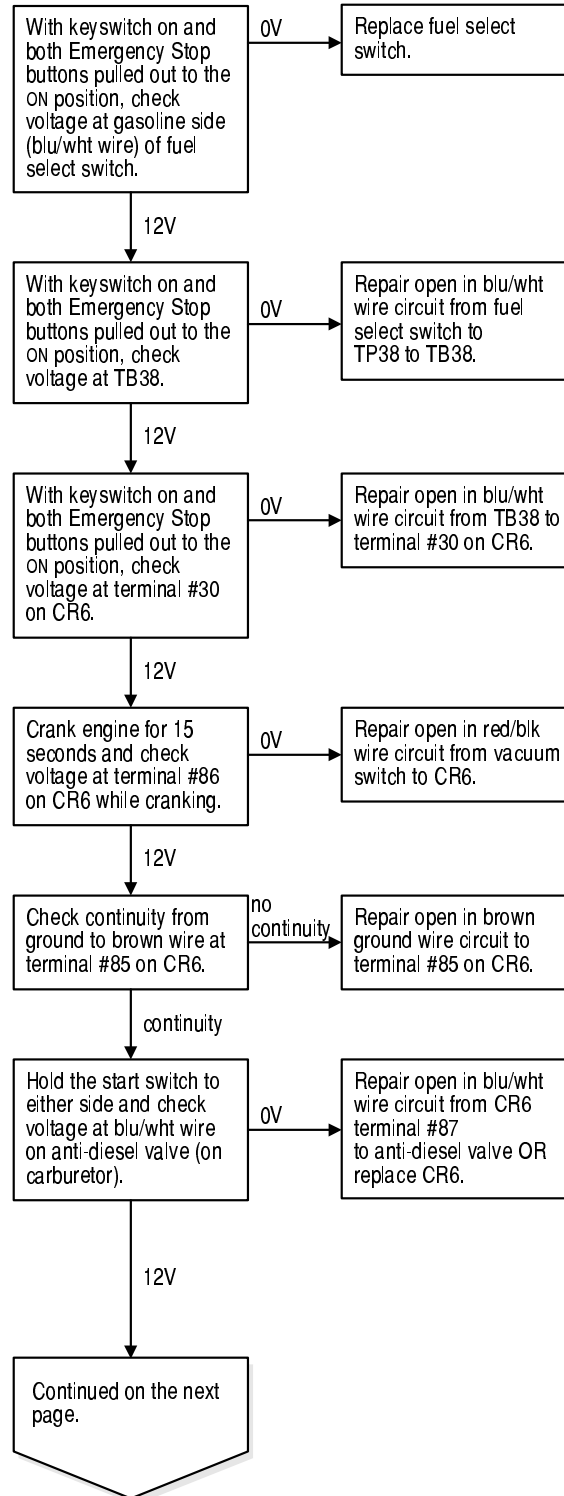 With keyswitch on and
both Emergency Stop
buttons pulled out to the
ON position, check
voltage at gasoline side
(blu/wht wire) of fuel
select switch.
0V
Replace fuel select
switch.
12V
With keyswitch on and
both Emergency Stop
buttons pulled out to the
ON position, check
voltage at TB38.
0V
Repair open in blu/wht
wire circuit from fuel
select switch to
TP38 to TB38.
12V
With keyswitch on and
both Emergency Stop
buttons pulled out to the
ON position, check
voltage at terminal #30
on CR6.
0V
Repair open in blu/wht
wire circuit from TB38 to
terminal #30 on CR6.
12V
Crank engine for 15
seconds and check
voltage at terminal #86
on CR6 while cranking.
0V
Repair open in red/blk
wire circuit from vacuum
switch to CR6.
12V
Check continuity from
ground to brown wire at
terminal #85 on CR6.
no
continuity
Repair open in brown
ground wire circuit to
terminal #85 on CR6.
continuity
Hold the start switch to
either side and check
voltage at blu/wht wire
on anti-diesel valve (on
carburetor).
0V
Repair open in blu/wht
wire circuit from CR6
terminal #87
to anti-diesel valve OR
replace CR6.
12V
Continued on the next
page.